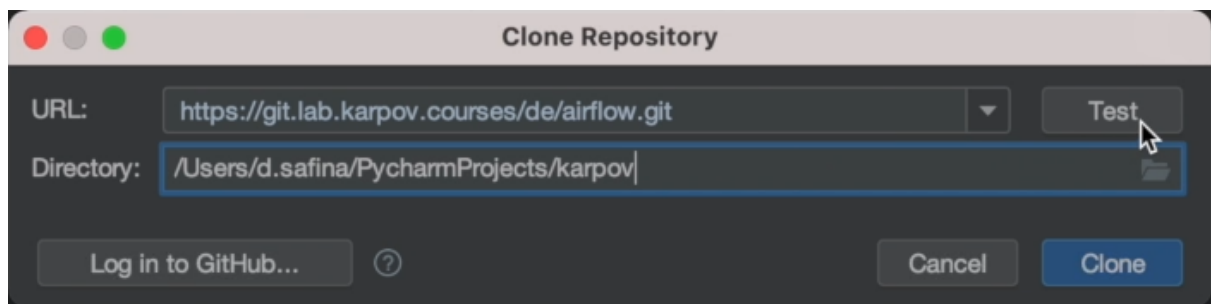 Clone Repository
URL: https://git.lab.karpov.courses/de/airflow.git Test
Directory: /Users/d.safina/PycharmProjects/karpov
Log in to GitHub... ? Cancel Clone